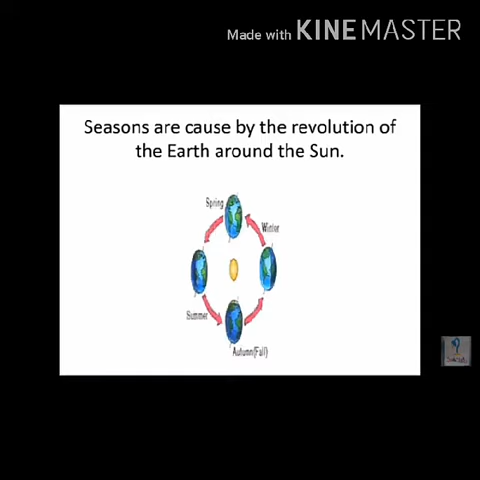 Made with KINEMASTER
Seasons are cause by the revolution of
the Earth around the Sun.
Spring
Winter
Summer
Autumn(Fall)